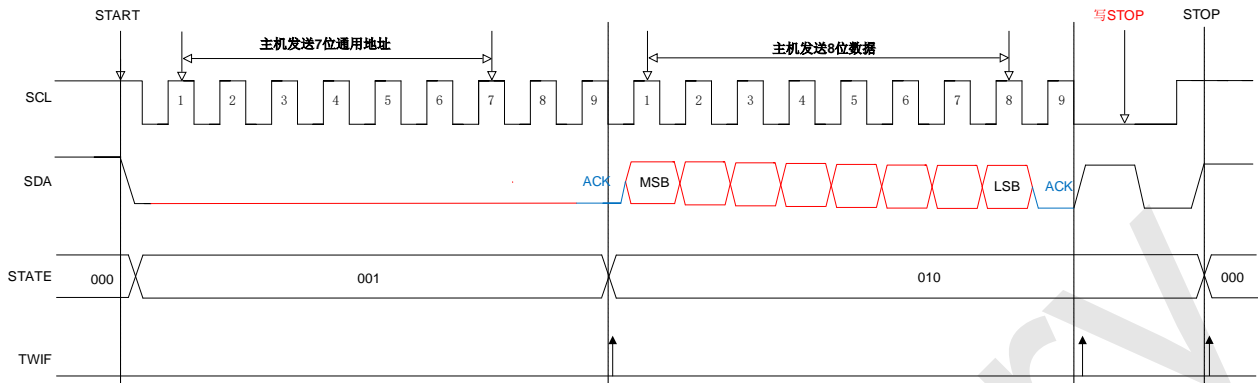 START
写STOP
STOP
主机发送7位通用地址
主机发送8位数据
SCL
1 2 3 4 5 6 7 8 9 1 2 3 4 5 6 7 8 9
SDA
ACK MSB LSB ACK
STATE 000 001 010 000
TWIF